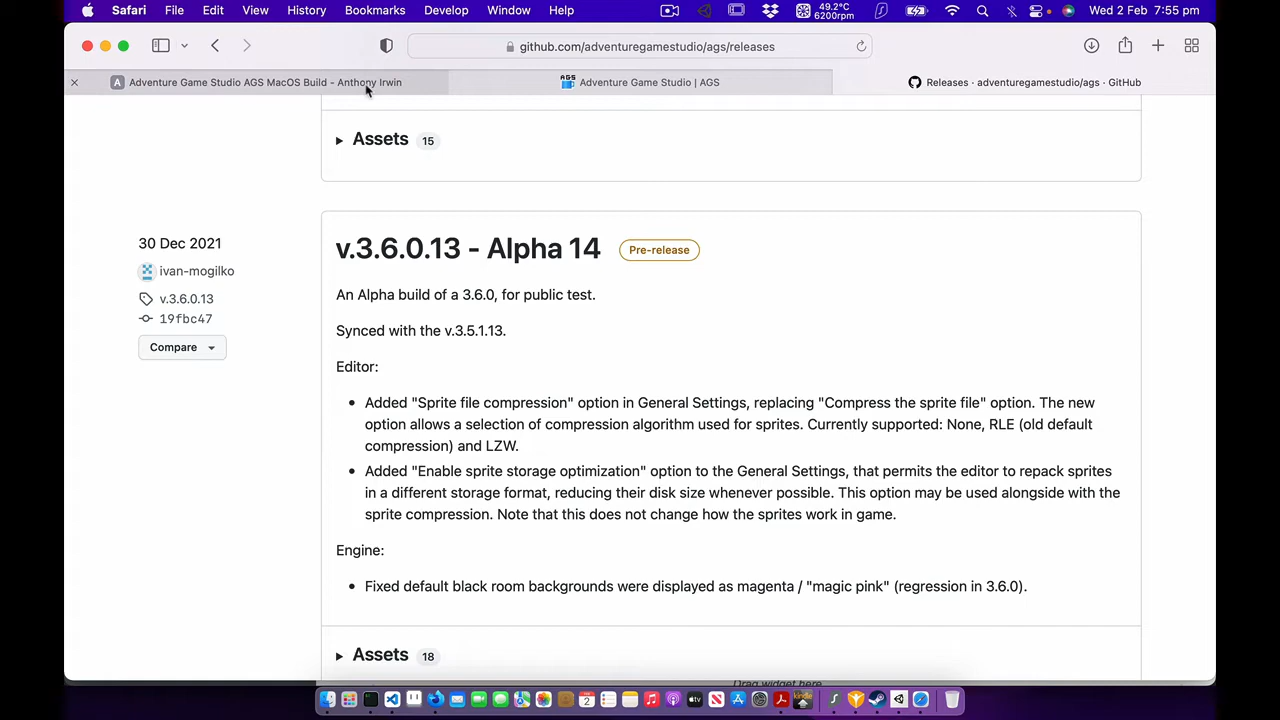 Safari File Edit View History Bookmarks Develop Window Help 49.2°C 6200rpm Wed 2 Feb 7:55 pm
github.com/adventuregamestudio/ags/releases
A Adventure Game Studio AGS MacOS Build - Anthony Irwin AGS Adventure Game Studio | AGS Releases · adventuregamestudio/ags · GitHub
Assets 15
30 Dec 2021
ivan-mogilko
v.3.6.0.13
19fbc47
Compare
v.3.6.0.13 - Alpha 14 Pre-release
An Alpha build of a 3.6.0, for public test.
Synced with the v.3.5.1.13.
Editor:
• Added "Sprite file compression" option in General Settings, replacing "Compress the sprite file" option. The new
option allows a selection of compression algorithm used for sprites. Currently supported: None, RLE (old default
compression) and LZW.
• Added "Enable sprite storage optimization" option to the General Settings, that permits the editor to repack sprites
in a different storage format, reducing their disk size whenever possible. This option may be used alongside with the
sprite compression. Note that this does not change how the sprites work in game.
Engine:
• Fixed default black room backgrounds were displayed as magenta / "magic pink" (regression in 3.6.0).
Assets 18
Drag widget here